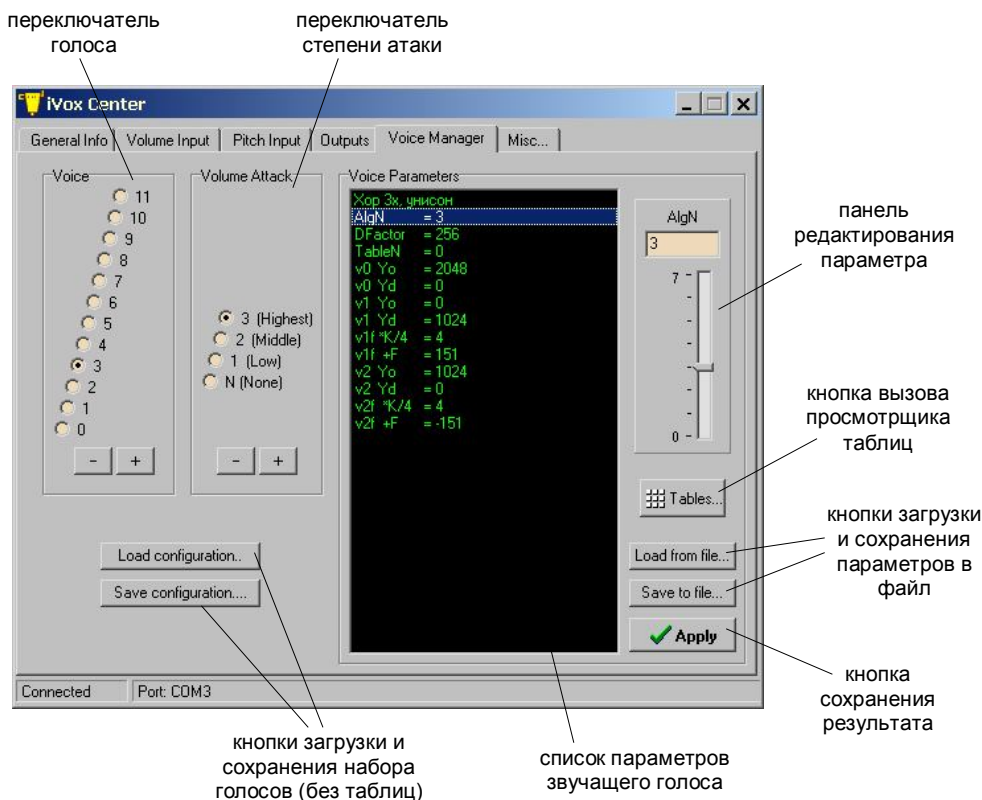 переключатель
голоса
переключатель
степени атаки
iVox Center
General Info
Volume Input
Pitch Input
Outputs
Voice Manager
Misc...
Voice
11
10
9
8
7
6
5
4
3
2
1
0
- +
Volume Attack
3 (Highest)
2 (Middle)
1 (Low)
N (None)
- +
Voice Parameters
Хор 3х, унисон
AlgN = 3
DFactor = 256
TableN = 0
v0 Yo = 2048
v0 Yd = 0
v1 Yo = 0
v1 Yd = 1024
v1f *K/4 = 4
v1f +F = 151
v2 Yo = 1024
v2 Yd = 0
v2f *K/4 = 4
v2f +F = -151
AlgN
3
7 -
0 -
Tables...
Load from file...
Save to file...
Apply
Load configuration..
Save configuration....
Connected
Port: COM3
панель
редактирования
параметра
кнопка вызова
просмотрщика
таблиц
кнопки загрузки
и сохранения
параметров в
файл
кнопка
сохранения
результата
кнопки загрузки и
сохранения набора
голосов (без таблиц)
список параметров
звучащего голоса